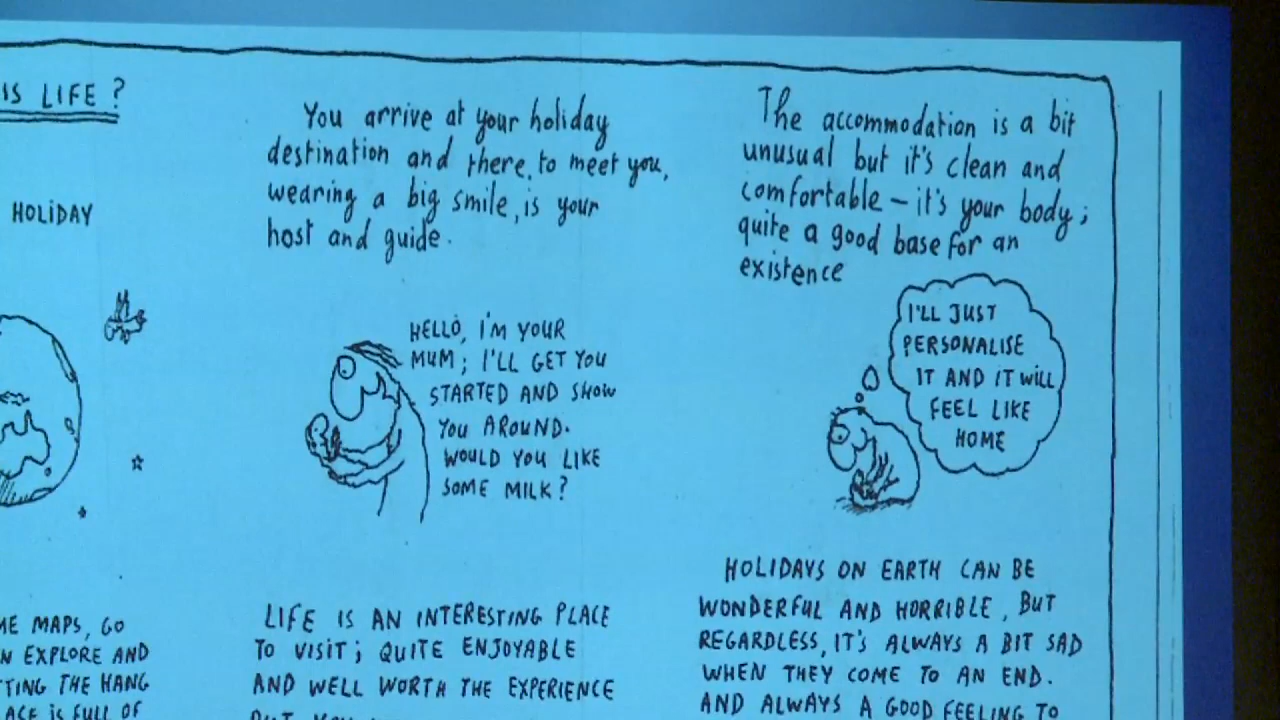 IS LIFE?
HOLIDAY
You arrive at your holiday
destination and there, to meet you,
wearing a big smile, is your
host and guide.
The accommodation is a bit
unusual but it's clean and
comfortable – it's your body;
quite a good base for an
existence
HELLO, I'M YOUR
MUM; I'LL GET YOU
STARTED AND SHOW
YOU AROUND.
WOULD YOU LIKE
SOME MILK?
I'LL JUST
PERSONALISE
IT AND IT WILL
FEEL LIKE
HOME
MAPS, GO
EXPLORE AND
THE HANG
IS FULL OF
LIFE IS AN INTERESTING PLACE
TO VISIT; QUITE ENJOYABLE
AND WELL WORTH THE EXPERIENCE
HOLIDAYS ON EARTH CAN BE
WONDERFUL AND HORRIBLE, BUT
REGARDLESS, IT'S ALWAYS A BIT SAD
WHEN THEY COME TO AN END.
AND ALWAYS A GOOD FEELING TO